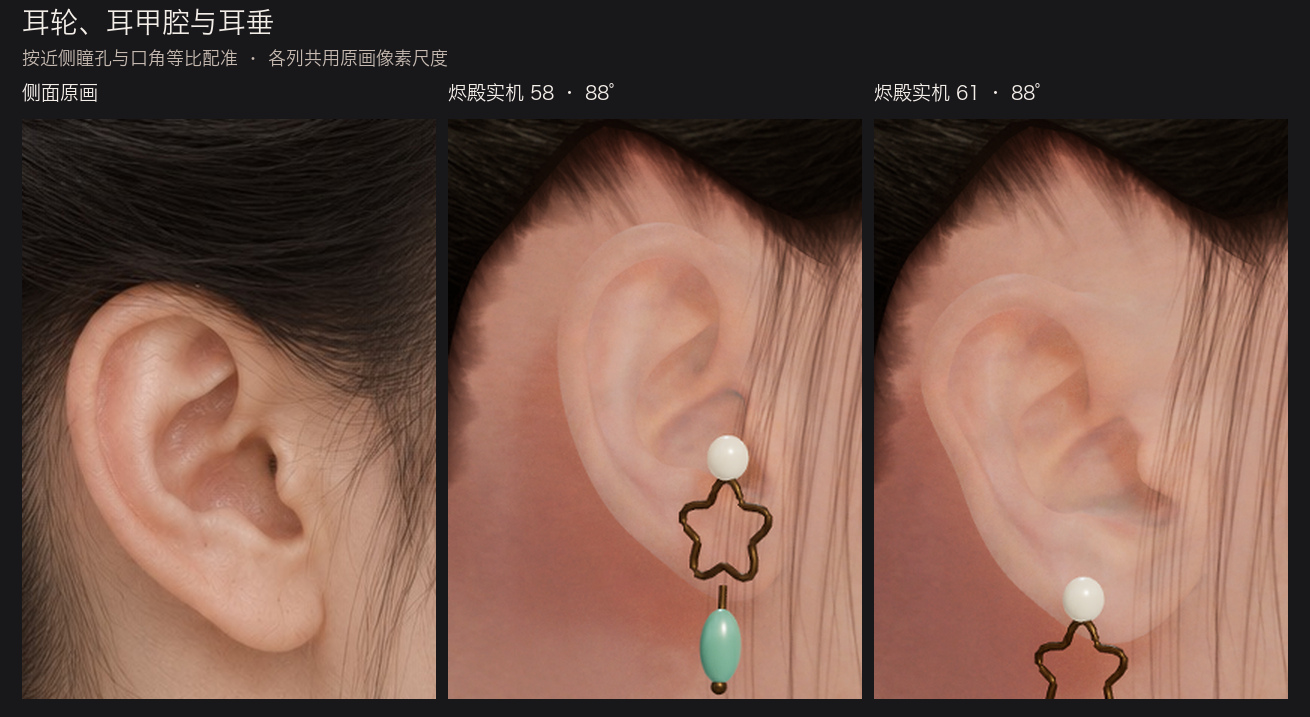 耳轮、耳甲腔与耳垂
按近侧瞳孔与口角等比配准 · 各列共用原画像素尺度
侧面原画
烬殿实机 58 · 88°
烬殿实机 61 · 88°